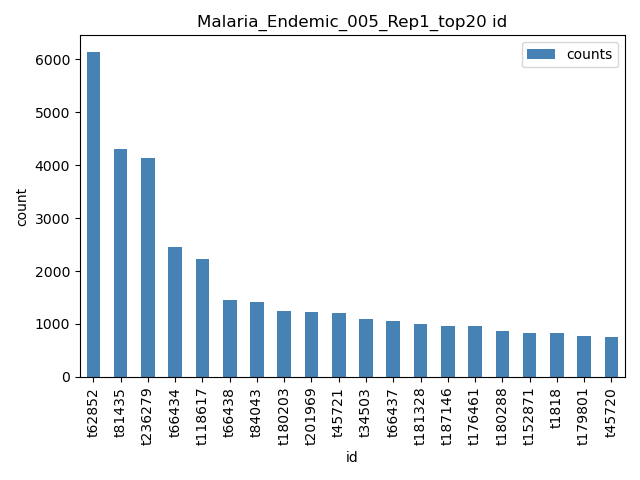 Malaria_Endemic_005_Rep1_top20 id
counts
count
6000
5000
4000
3000
2000
1000
0
t62852
t81435
t236279
t66434
t118617
t66438
t84043
t180203
t201969
t45721
t34503
t66437
t181328
t187146
t176461
t180288
t152871
t1818
t179801
t45720
id